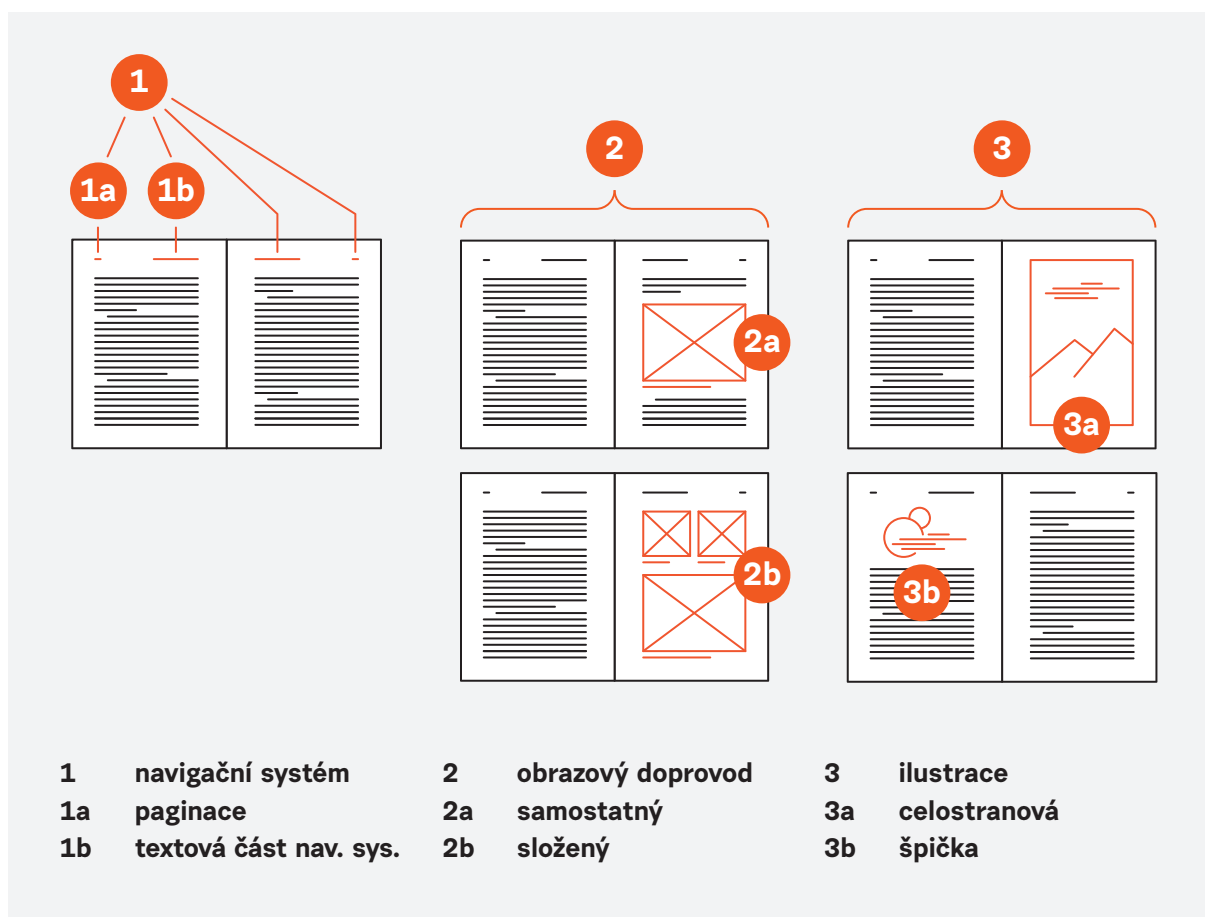 1
1a
1b
2
2a
2b
3
3a
3b
1 navigační systém
1a paginace
1b textová část nav. sys.
2 obrazový doprovod
2a samostatný
2b složený
3 ilustrace
3a celostranová
3b špička